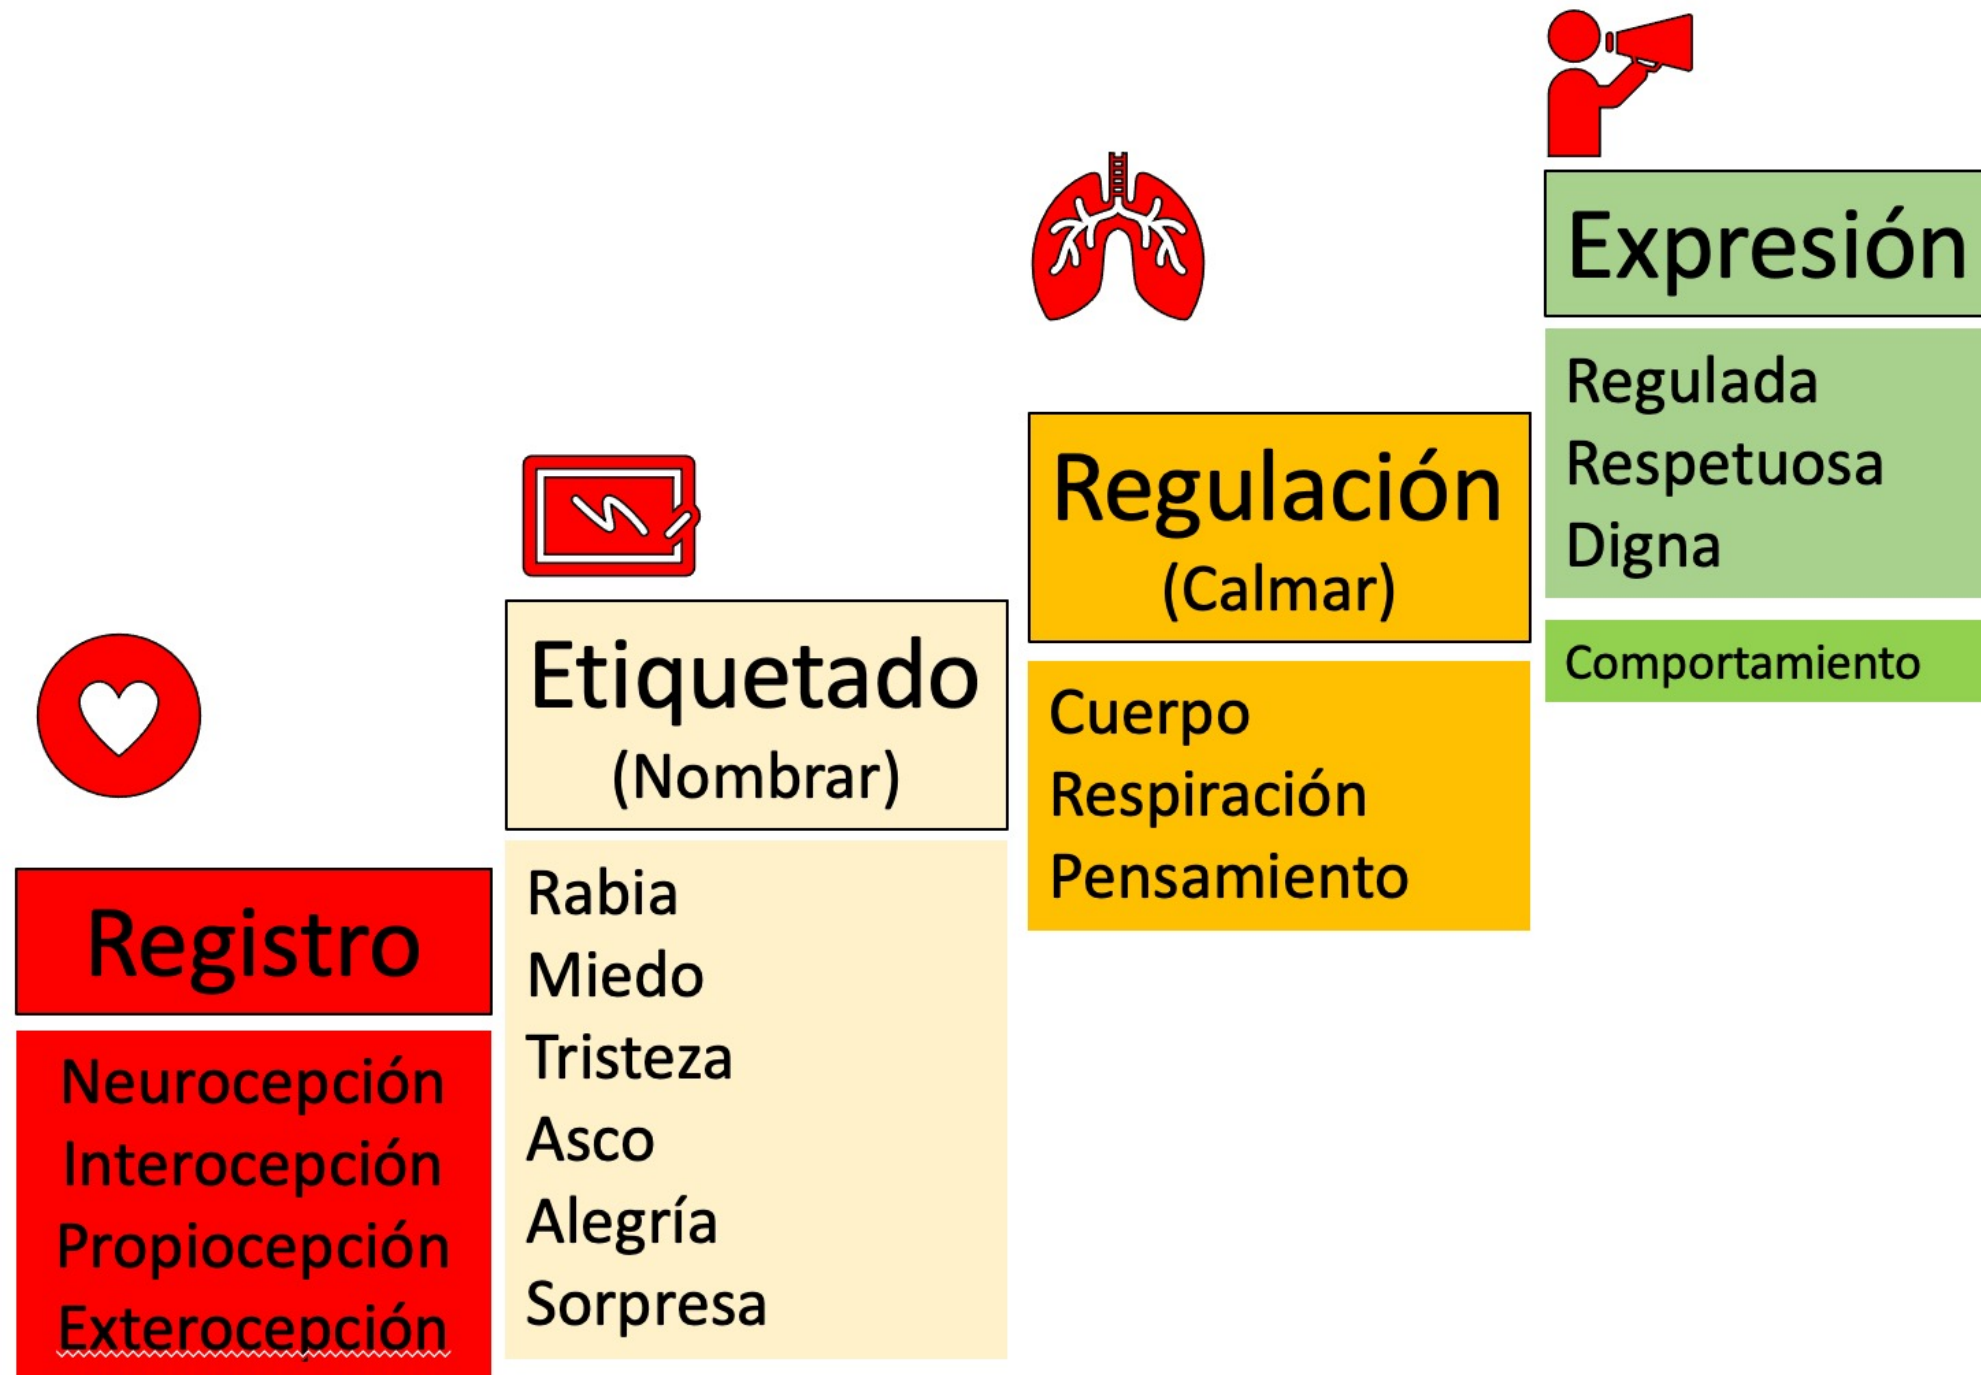 Registro
Neurocepción
Interocepción
Propiocepción
Exterocepción
Etiquetado
(Nombrar)
Rabia
Miedo
Tristeza
Asco
Alegría
Sorpresa
Regulación
(Calmar)
Cuerpo
Respiración
Pensamiento
Expresión
Regulada
Respetuosa
Digna
Comportamiento